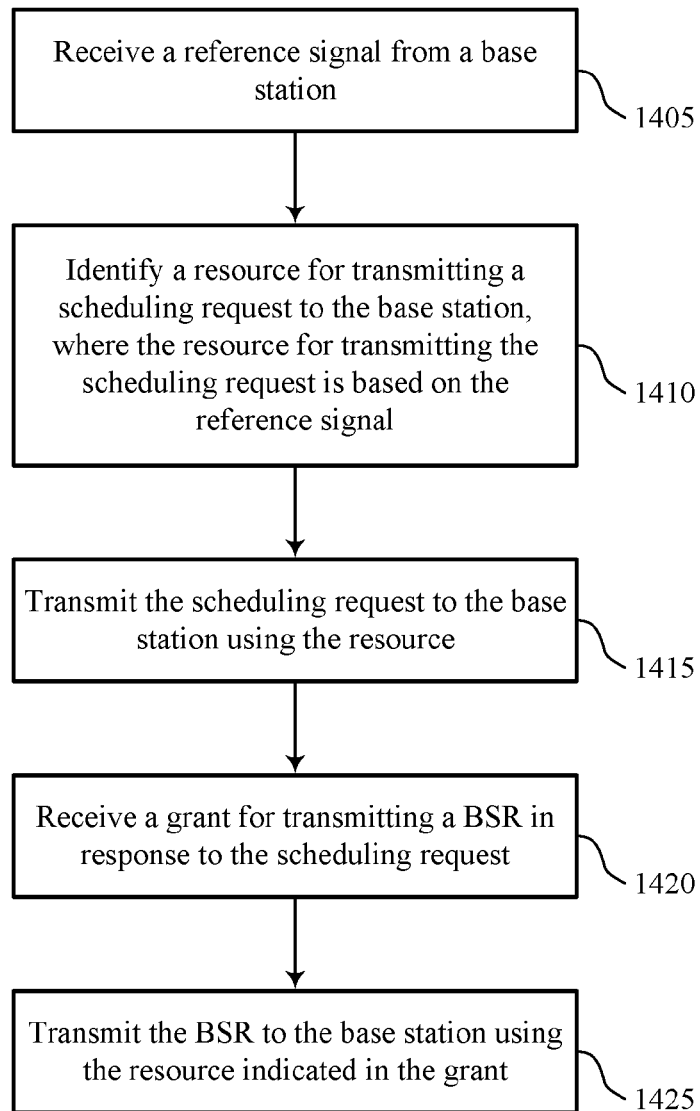 Receive a reference signal from a base
station
1405
Identify a resource for transmitting a
scheduling request to the base station,
where the resource for transmitting the
scheduling request is based on the
reference signal
1410
Transmit the scheduling request to the base
station using the resource
1415
Receive a grant for transmitting a BSR in
response to the scheduling request
1420
Transmit the BSR to the base station using
the resource indicated in the grant
1425